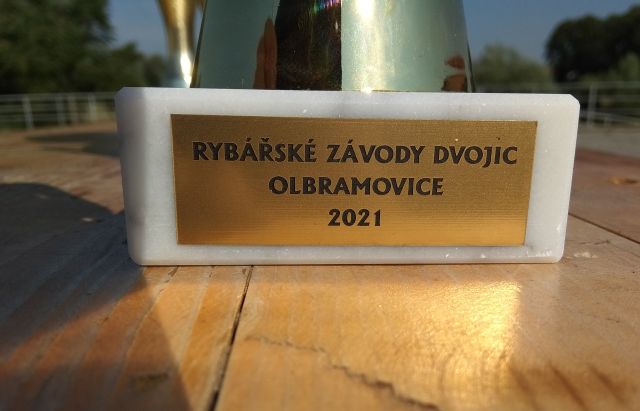 RYBÁŘSKÉ ZÁVODY DVOJIC
OLBRAMOVICE
2021